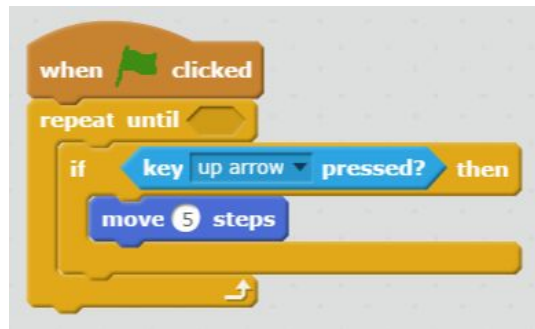 when clicked
repeat until
if key up arrow pressed? then
move 5 steps